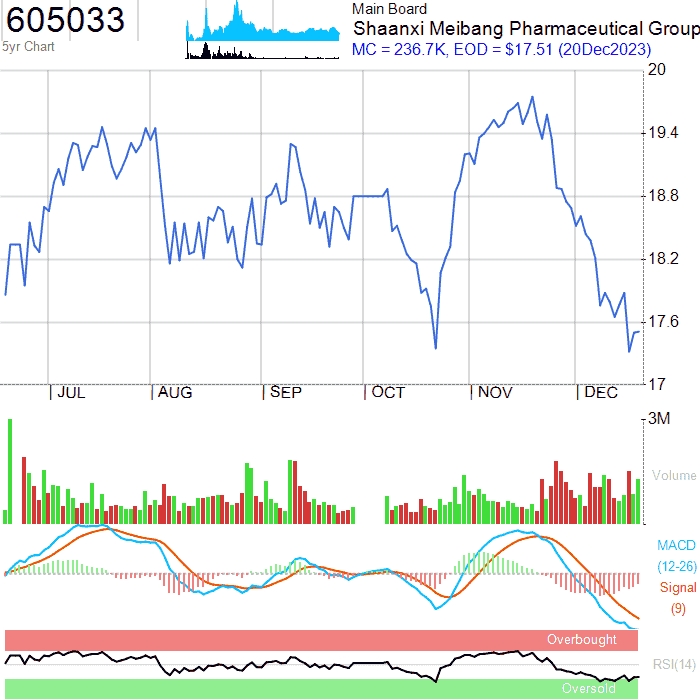 605033
5yr Chart
Main Board
Shaanxi Meibang Pharmaceutical Group
MC = 236.7K, EOD = $17.51 (20Dec2023)
20
19.4
18.8
18.2
17.6
17
JUL AUG SEP OCT NOV DEC
3M
Volume
MACD
(12-26)
Signal
(9)
Overbought
RSI(14)
Oversold